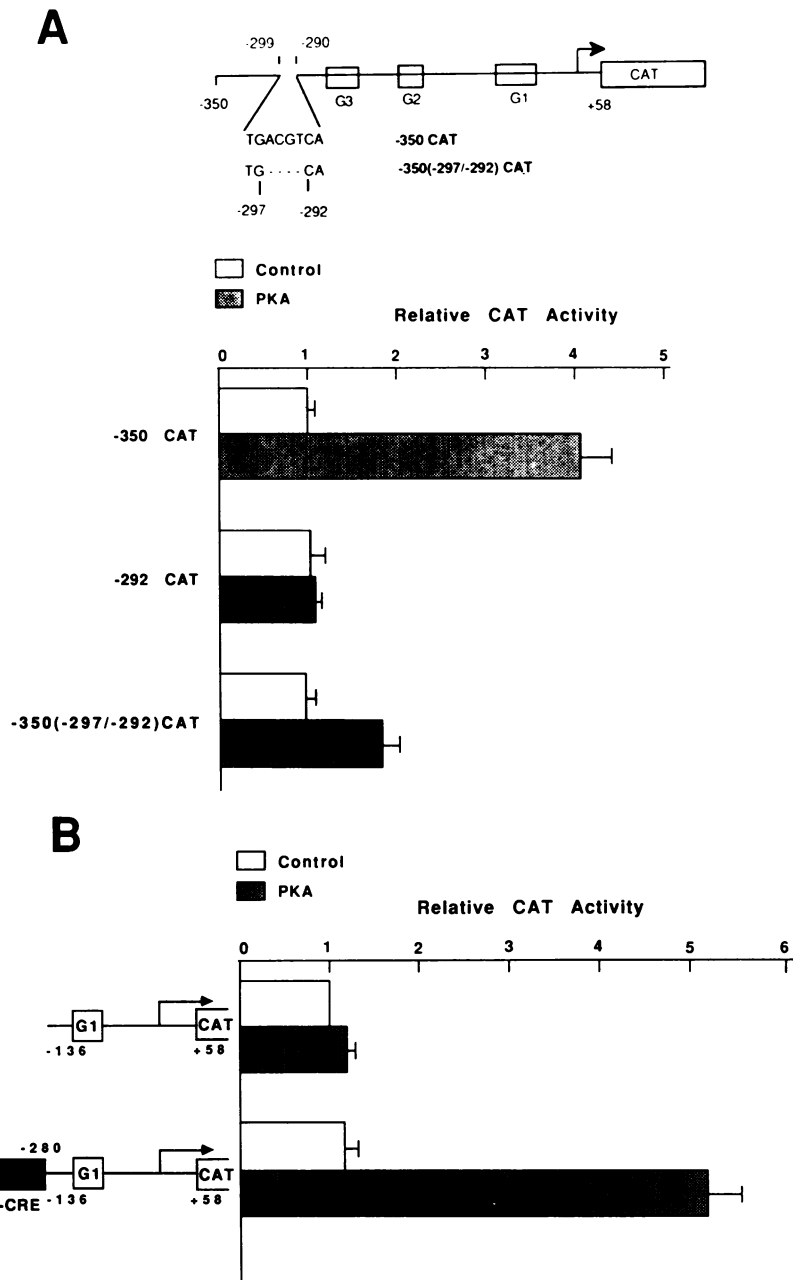 A
-299 -290
-350 G3 G2 G1 CAT +58
TGACGTCA -350 CAT
TG····CA -350(-297/-292) CAT
-297 -292
Control
PKA
Relative CAT Activity
0 1 2 3 4 5
-350 CAT
-292 CAT
-350(-297/-292)CAT
B
Control
PKA
Relative CAT Activity
0 1 2 3 4 5 6
G1 CAT
-136 +58
-280
G1 CAT
-CRE -136 +58